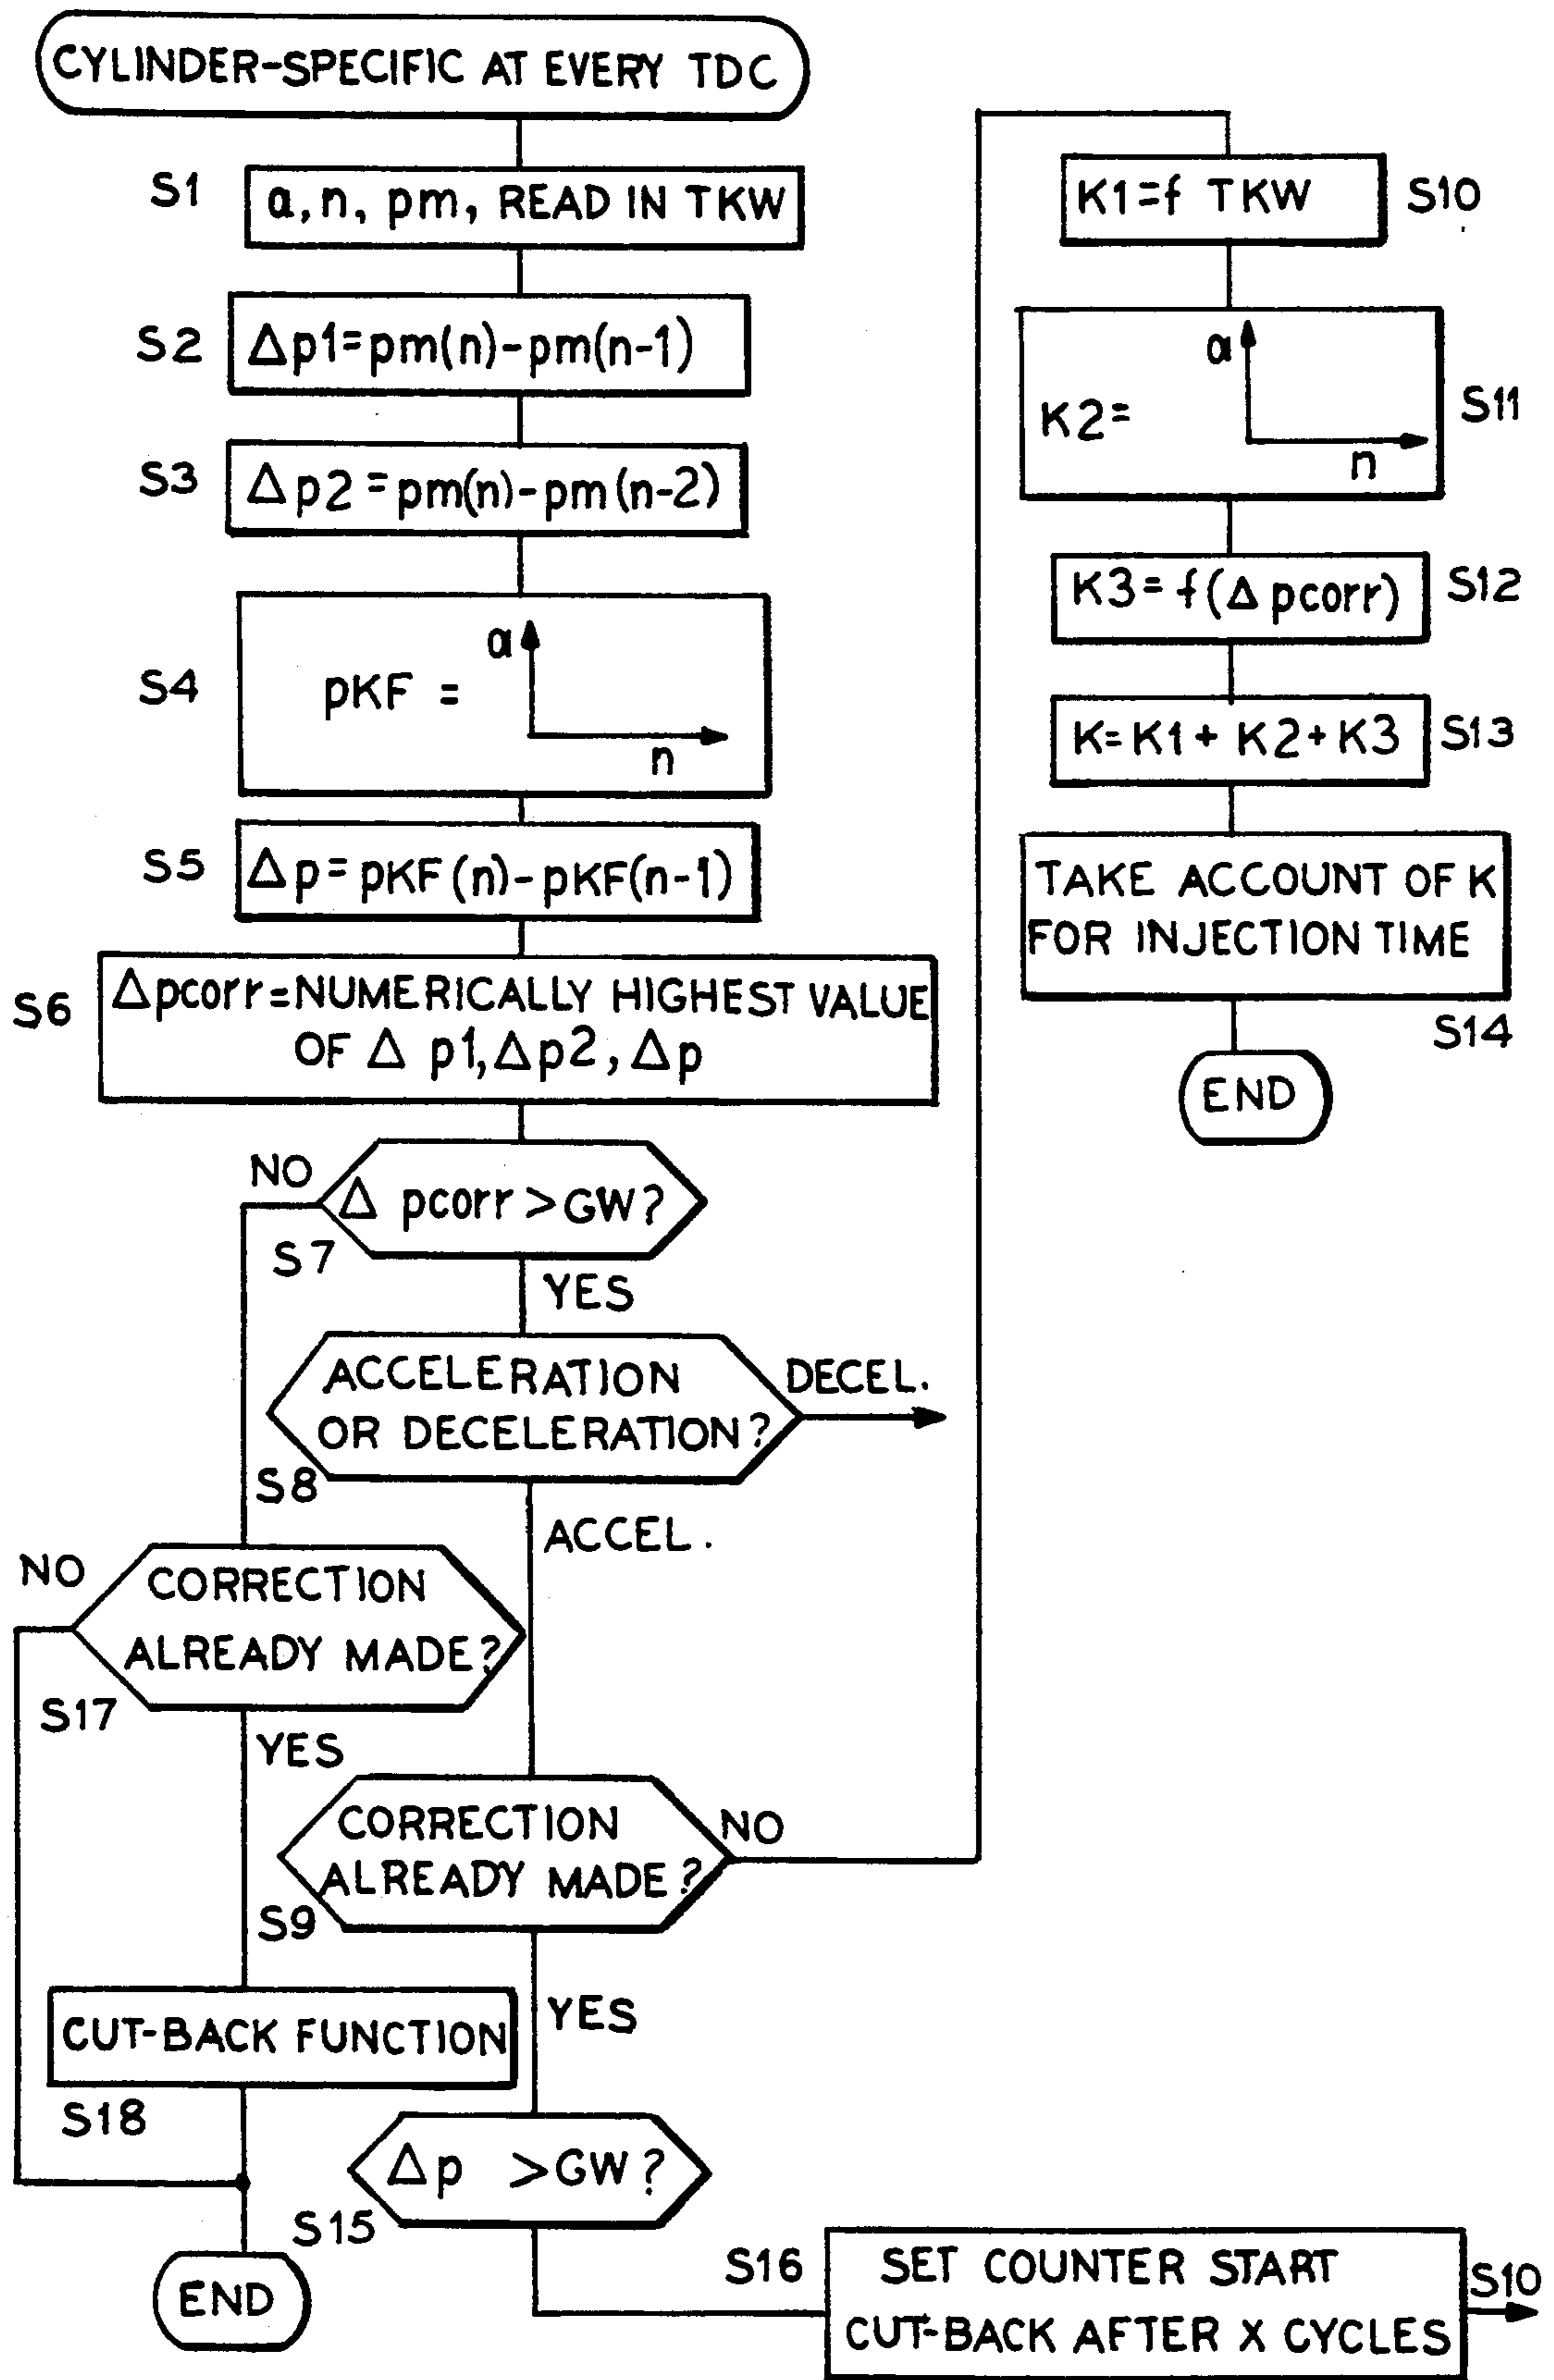 CYLINDER-SPECIFIC AT EVERY TDC
S1
a, n, pm, READ IN TKW
S2
Δp1=pm(n)-pm(n-1)
S3
Δp2=pm(n)-pm(n-2)
S4
pKF =
α
n
S5
Δp=pKF(n)-pKF(n-1)
S6
Δpcorr=NUMERICALLY HIGHEST VALUE
OF Δ p1, Δp2, Δp
NO
Δ pcorr >GW?
S7
YES
ACCELERATION
OR DECELERATION?
DECEL.
S8
ACCEL.
NO
CORRECTION
ALREADY MADE?
S17
YES
CORRECTION
ALREADY MADE?
NO
S9
YES
CUT-BACK FUNCTION
S18
Δp >GW?
S15
END
S16
SET COUNTER START
CUT-BACK AFTER X CYCLES
S10
K1=f TKW
S10
K2=
α
n
S11
K3=f(Δ pcorr)
S12
K=K1+ K2+K3
S13
TAKE ACCOUNT OF K
FOR INJECTION TIME
S14
END